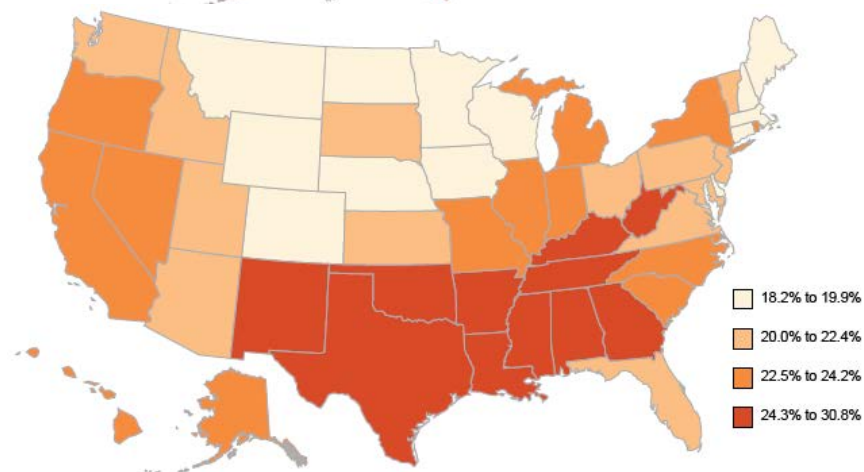 18.2% to 19.9%
20.0% to 22.4%
22.5% to 24.2%
24.3% to 30.8%